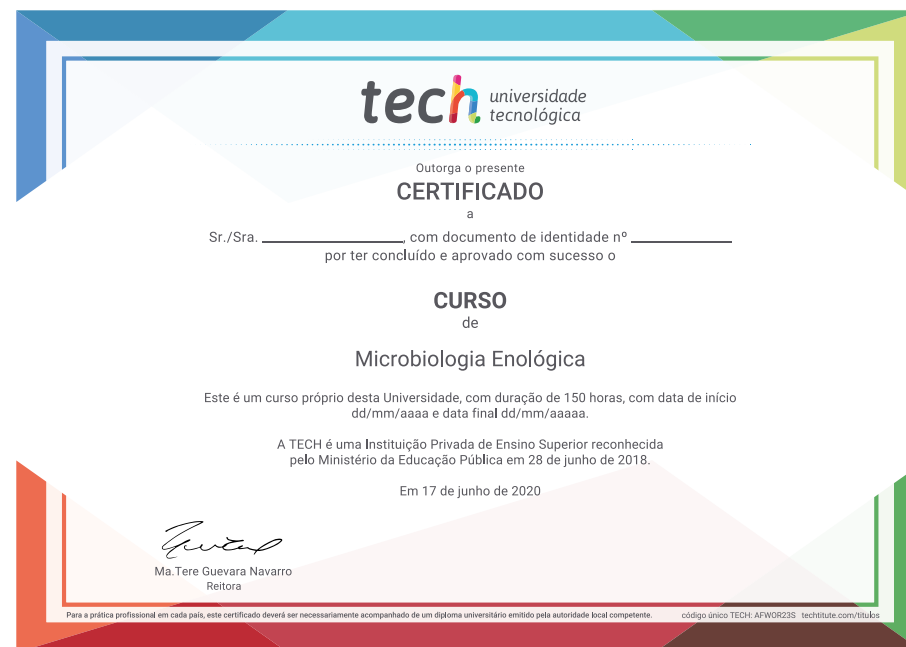 tech universidade
tecnológica
Outorga o presente
CERTIFICADO
a
Sr./Sra. ____________, com documento de identidade nº ____________
por ter concluído e aprovado com sucesso o
CURSO
de
Microbiologia Enológica
Este é um curso próprio desta Universidade, com duração de 150 horas, com data de início
dd/mm/aaaa e data final dd/mm/aaaaa.
A TECH é uma Instituição Privada de Ensino Superior reconhecida
pelo Ministério da Educação Pública em 28 de junho de 2018.
Em 17 de junho de 2020
Ma.Tere Guevara Navarro
Reitora
Para a prática profissional em cada país, este certificado deverá ser necessariamente acompanhado de um diploma universitário emitido pela autoridade local competente. código único TECH: AFWOR23S techtitute.com/títulos